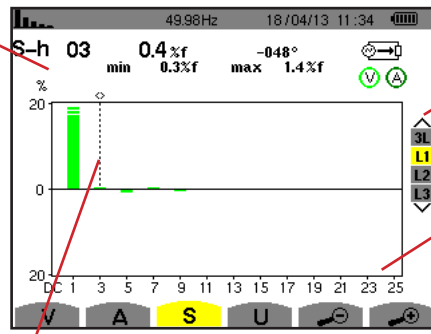 49.98Hz 18/04/13 11:34
S-h 03 0.4 %f -048°
min 0.3%f max 1.4%f
V A
%
20
0
20
3L
L1
L2
L3
DC 1 3 5 7 9 11 13 15 17 19 21 23 25
V A S U